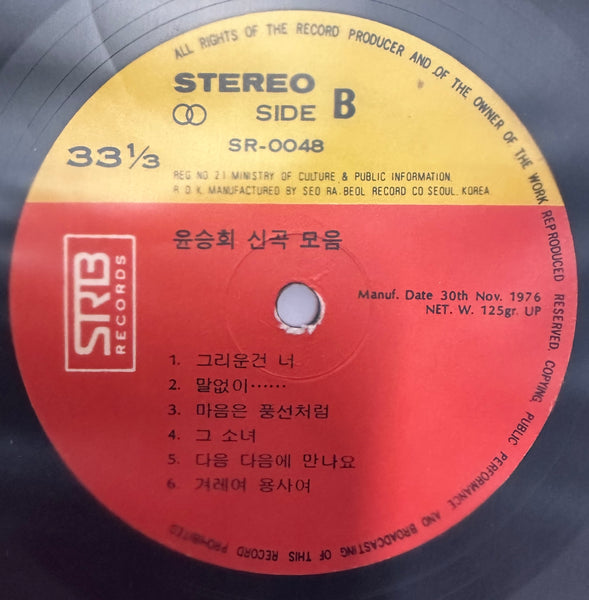 ALL RIGHTS OF THE RECORD PRODUCER AND OF THE OWNER OF THE WORK REPRODUCED RESERVED. COPYING, PUBLIC PERFORMANCE AND BROADCASTING OF THIS RECORD PROHIBITED
STEREO
SIDE B
SR-0048
33 1/3
REG NO 21 MINISTRY OF CULTURE & PUBLIC INFORMATION.
R O K. MANUFACTURED BY SEO RA BEOL RECORD CO SEOUL, KOREA
SRB
RECORDS
윤승희 신곡 모음
Manuf. Date 30th Nov. 1976
NET. W. 125gr. UP
1. 그리운건 너
2. 말없이……
3. 마음은 풍선처럼
4. 그 소녀
5. 다음 다음에 만나요
6. 겨레여 용사여